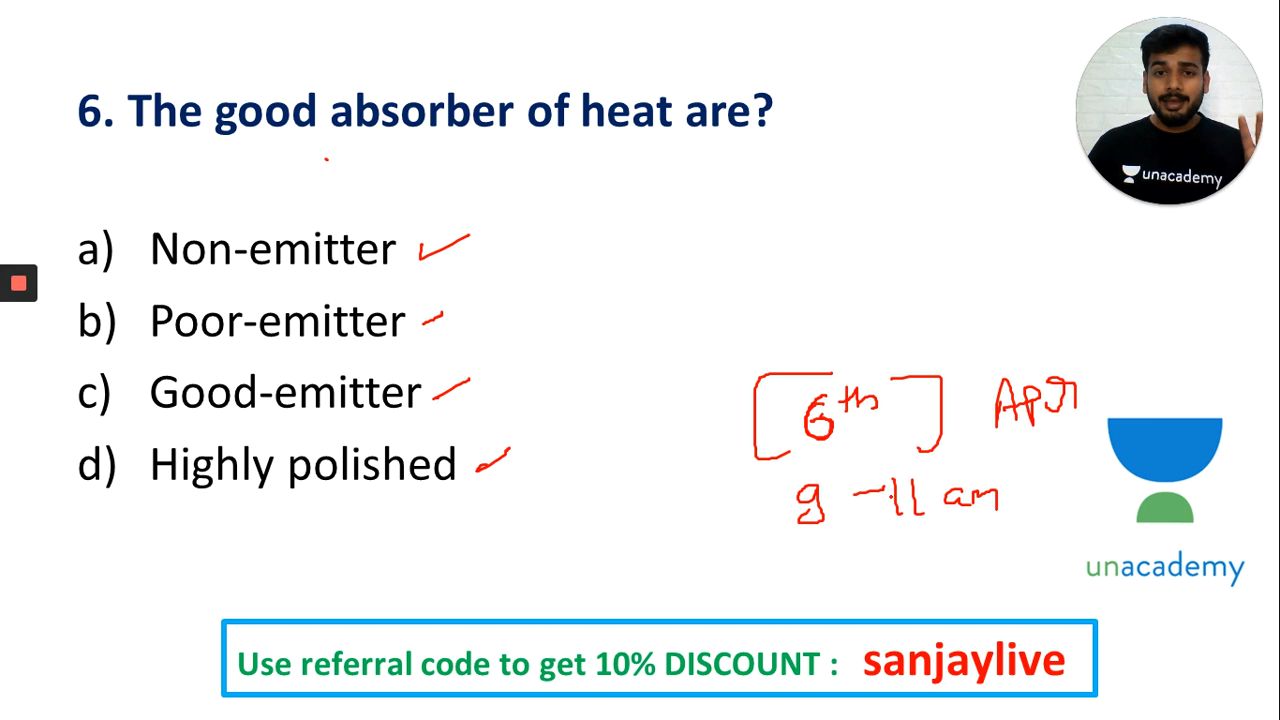 6. The good absorber of heat are?
unacademy
a) Non-emitter
b) Poor-emitter
c) Good-emitter
d) Highly polished
[6th]
9 - 11 am
unacademy
Use referral code to get 10% DISCOUNT : sanjaylive